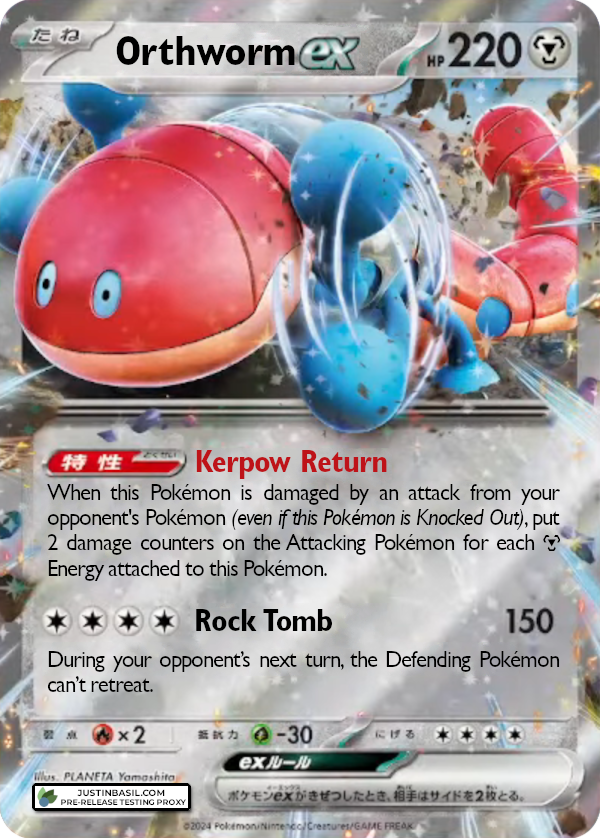 たね Orthworm ex HP 220
特性 とくせい Kerpow Return
When this Pokémon is damaged by an attack from your
opponent's Pokémon (even if this Pokémon is Knocked Out), put
2 damage counters on the Attacking Pokémon for each
Energy attached to this Pokémon.
Rock Tomb 150
During your opponent’s next turn, the Defending Pokémon
can’t retreat.
弱点 ×2 抵抗力 -30 にげる
Illus. PLANETA Yamashita
exルール
JUSTINBASIL.COM
PRE-RELEASE TESTING PROXY
ポケモンexがきぜつしたとき、相手はサイドを2枚とる。
©2024 Pokémon/Nintendo/Creatures/GAME FREAK